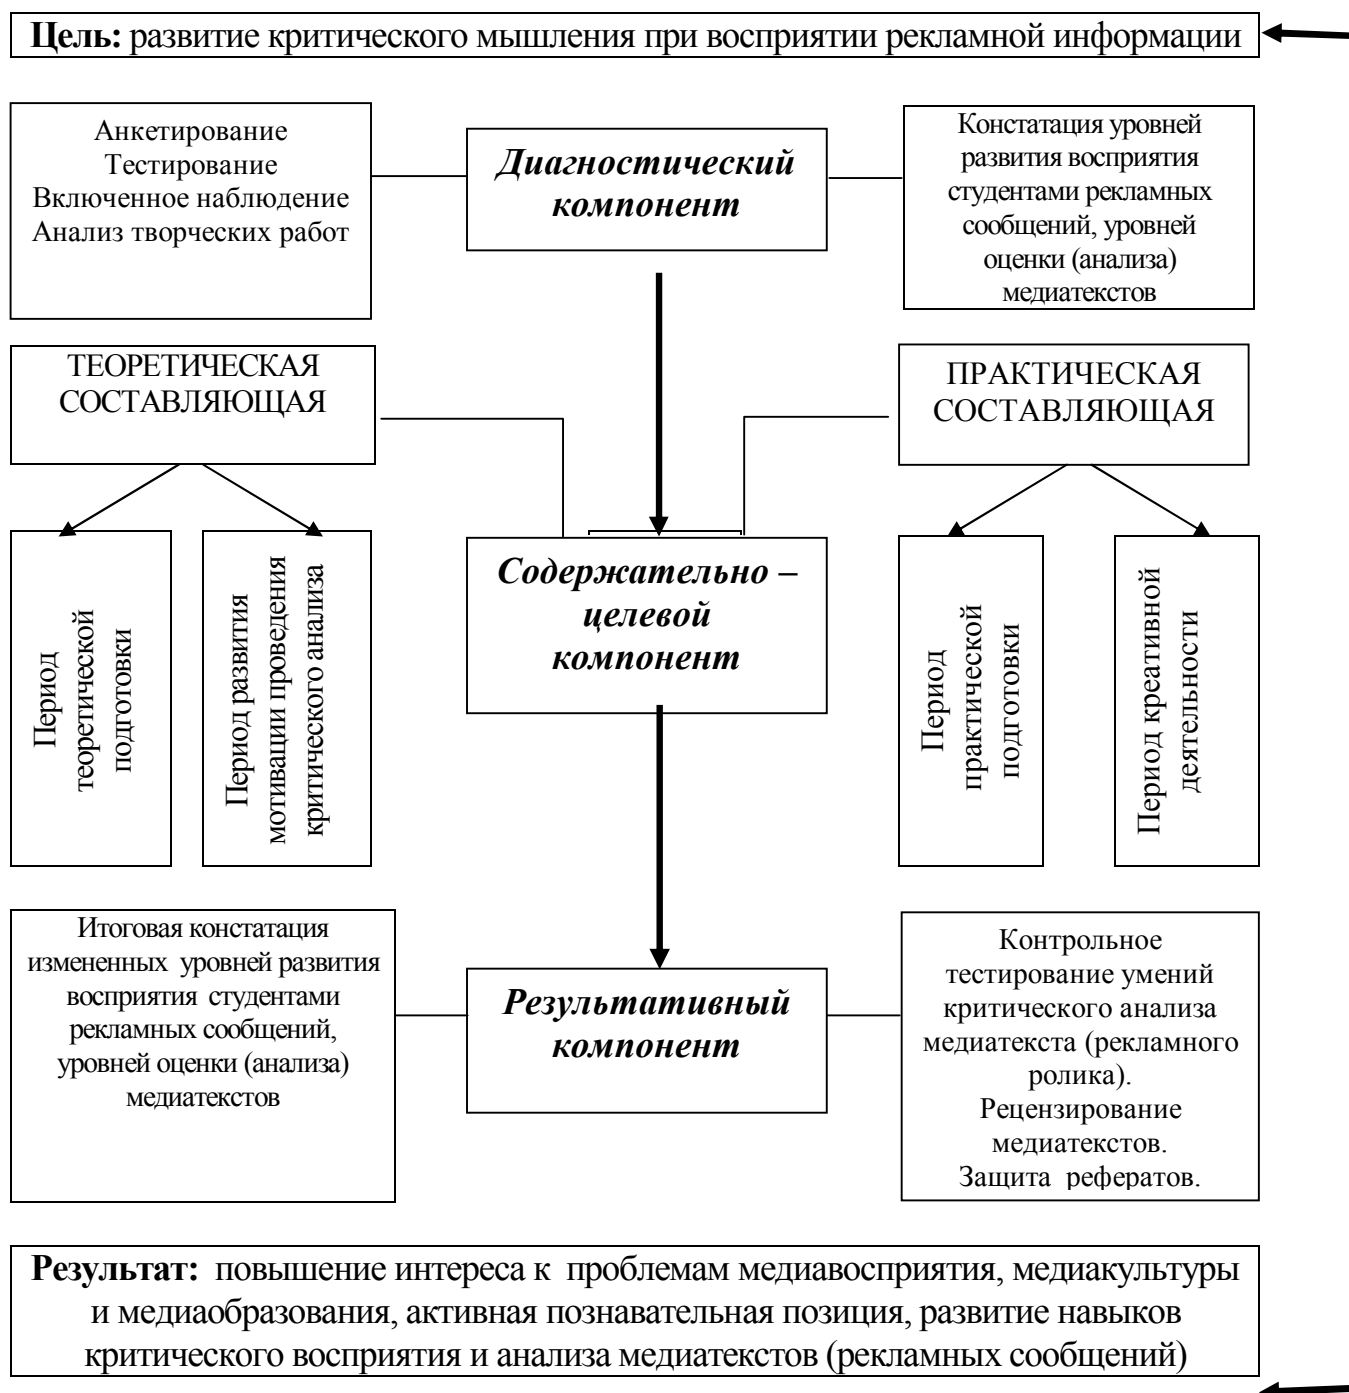 Цель: развитие критического мышления при восприятии рекламной информации
Анкетирование
Тестирование
Включенное наблюдение
Анализ творческих работ
Диагностический
компонент
Констатация уровней
развития восприятия
студентами рекламных
сообщений, уровней
оценки (анализа)
медиатекстов
ТЕОРЕТИЧЕСКАЯ
СОСТАВЛЯЮЩАЯ
ПРАКТИЧЕСКАЯ
СОСТАВЛЯЮЩАЯ
Период
теоретической
подготовки
Период развития
мотивации проведения
критического анализа
Содержательно –
целевой
компонент
Период
практической
подготовки
Период креативной
деятельности
Итоговая констатация
измененных уровней развития
восприятия студентами
рекламных сообщений,
уровней оценки (анализа)
медиатекстов
Результативный
компонент
Контрольное
тестирование умений
критического анализа
медиатекста (рекламного
ролика).
Рецензирование
медиатекстов.
Защита рефератов.
Результат: повышение интереса к проблемам медиавосприятия, медиакультуры
и медиаобразования, активная познавательная позиция, развитие навыков
критического восприятия и анализа медиатекстов (рекламных сообщений)